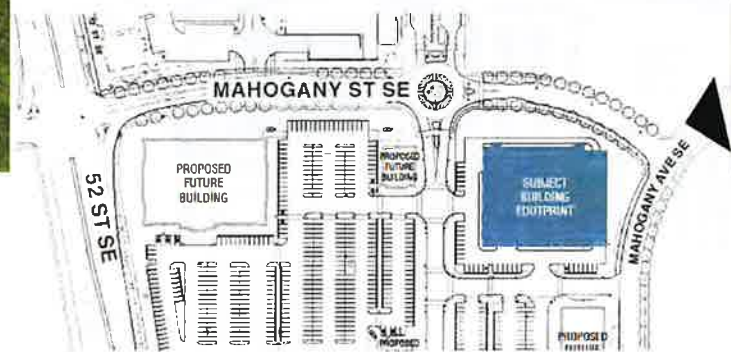 MAHOGANY ST SE
52 ST SE
PROPOSED
FUTURE
BUILDING
PROPOSED
FUTURE
BUILDING
SUBJECT
BUILDING
FOOTPRINT
MAHOGANY AVE SE
PROPOSED
PROPOSED